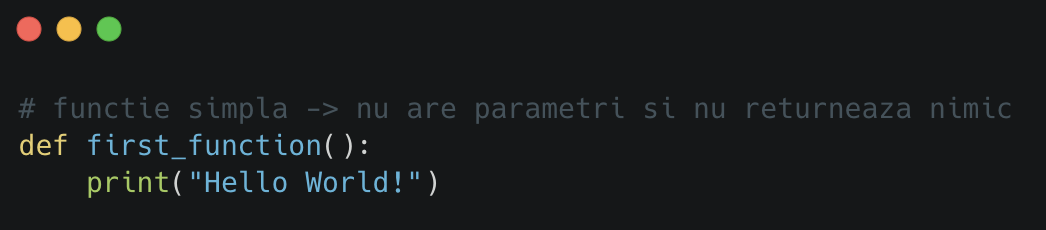 # functie simpla -> nu are parametri si nu returneaza nimic
def first_function():
    print("Hello World!")